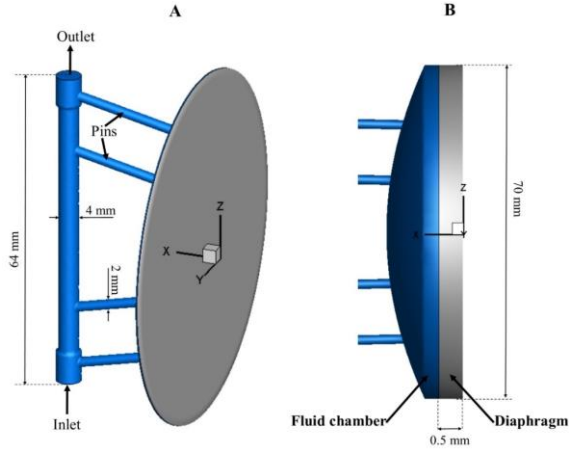 A
B
Outlet
Pins
Z
X
Y
4 mm
2 mm
64 mm
Inlet
Z
X
Y
70 mm
Fluid chamber
Diaphragm
0.5 mm